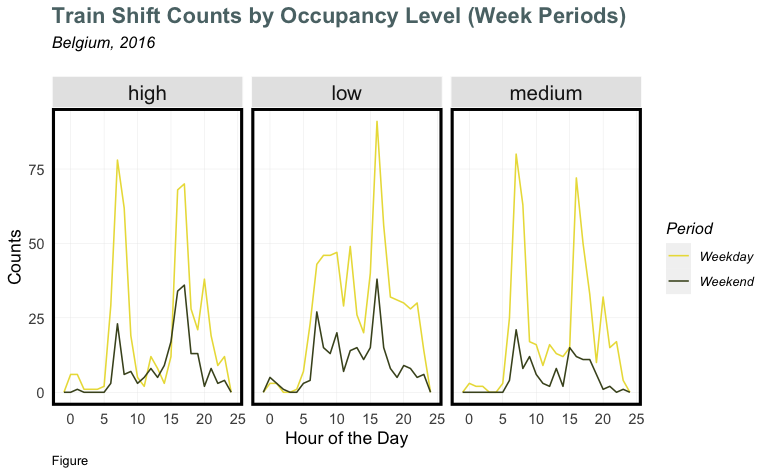 Train Shift Counts by Occupancy Level (Week Periods)
Belgium, 2016
high low medium
Counts
75
50
25
0
0 5 10 15 20 25 0 5 10 15 20 25 0 5 10 15 20 25
Hour of the Day
Period
Weekday
Weekend
Figure